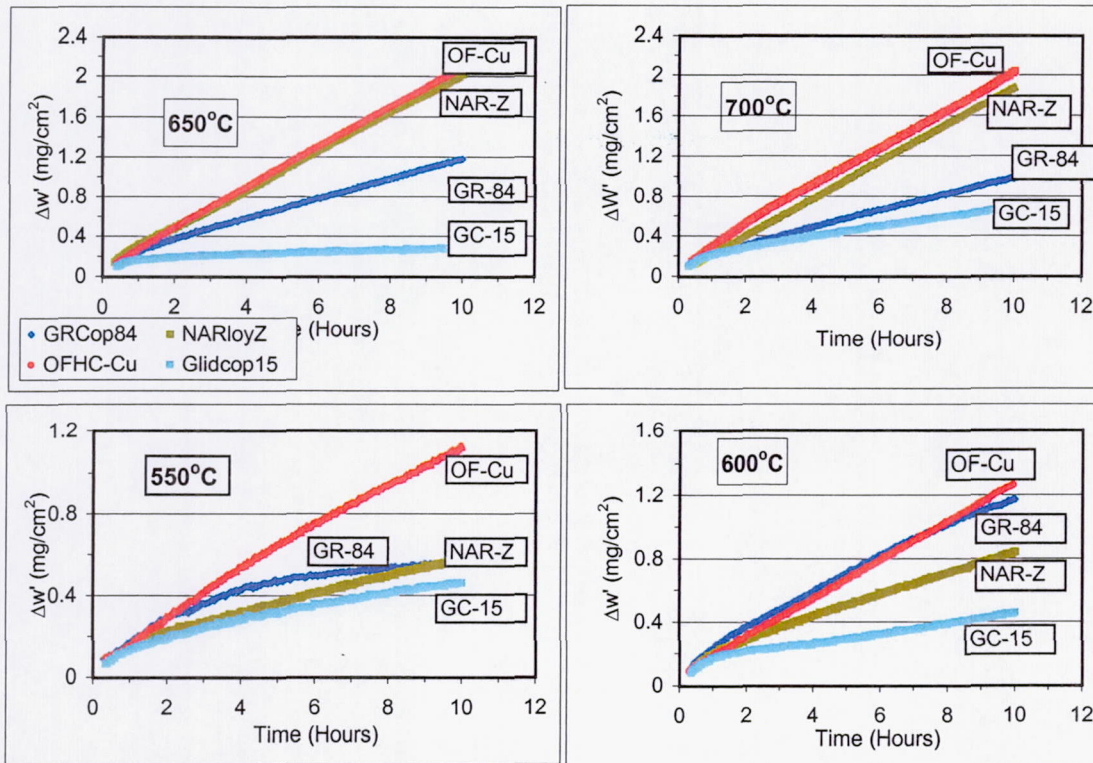 2.4
2
1.6
1.2
0.8
0.4
0
Δw' (mg/cm²)
650°C
OF-Cu
NAR-Z
GR-84
GC-15
0 2 4 6 8 10 12
(Hours)
GRCop84 NARloyZ
OFHC-Cu Glidcop15
2.4
2
1.6
1.2
0.8
0.4
0
ΔW' (mg/cm²)
700°C
OF-Cu
NAR-Z
GR-84
GC-15
0 2 4 6 8 10 12
Time (Hours)
1.2
0.8
0.4
0
Δw' (mg/cm²)
550°C
OF-Cu
GR-84 NAR-Z
GC-15
0 2 4 6 8 10 12
Time (Hours)
1.6
1.2
0.8
0.4
0
Δw' (mg/cm²)
600°C
OF-Cu
GR-84
NAR-Z
GC-15
0 2 4 6 8 10 12
Time (Hours)